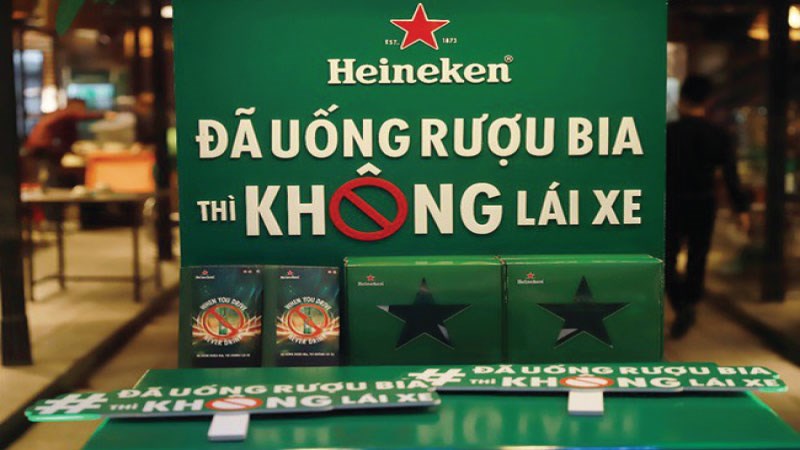 EST. 1873
Heineken®
ĐÃ UỐNG RƯỢU BIA
THÌ KHÔNG LÁI XE
Heineken
Heineken
WHEN YOU DRIVE
NEVER DRINK
WHEN YOU DRIVE
NEVER DRINK
#ĐÃ UỐNG RƯỢU BIA
THÌ KHÔNG LÁI XE
#ĐÃ UỐNG RƯỢU BIA
THÌ KHÔNG LÁI XE